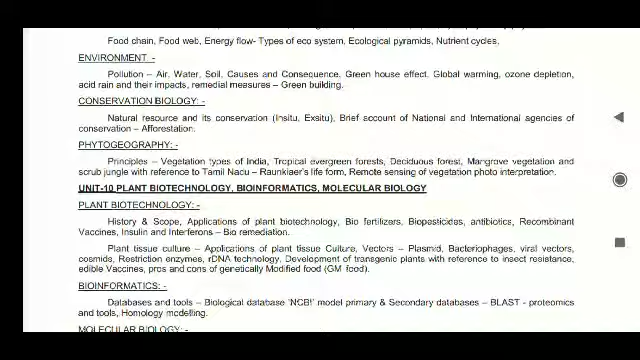 Food chain, Food web, Energy flow- Types of eco system, Ecological pyramids, Nutrient cycles,
ENVIRONMENT: -
Pollution – Air, Water, Soil, Causes and Consequence, Green house effect, Global warming, ozone depletion,
acid rain and their impacts, remedial measures – Green building.
CONSERVATION BIOLOGY: -
Natural resource and its conservation (Insitu, Exsitu), Brief account of National and International agencies of
conservation – Afforestation.
PHYTOGEOGRAPHY: -
Principles – Vegetation types of India, Tropical evergreen forests, Deciduous forest, Mangrove vegetation and
scrub jungle with reference to Tamil Nadu – Raunkiaer's life form, Remote sensing of vegetation photo interpretation.
UNIT-10 PLANT BIOTECHNOLOGY, BIOINFORMATICS, MOLECULAR BIOLOGY
PLANT BIOTECHNOLOGY: -
History & Scope, Applications of plant biotechnology, Bio fertilizers, Biopesticides, antibiotics, Recombinant
Vaccines, Insulin and Interferons – Bio remediation.
Plant tissue culture – Applications of plant tissue Culture, Vectors – Plasmid, Bacteriophages, viral vectors,
cosmids, Restriction enzymes, rDNA technology, Development of transgenic plants with reference to insect resistance,
edible Vaccines, pros and cons of genetically Modified food (GM food).
BIOINFORMATICS: -
Databases and tools – Biological database 'NCBI' model primary & Secondary databases – BLAST - proteomics
and tools, Homology modelling.
MOLECULAR BIOLOGY: -